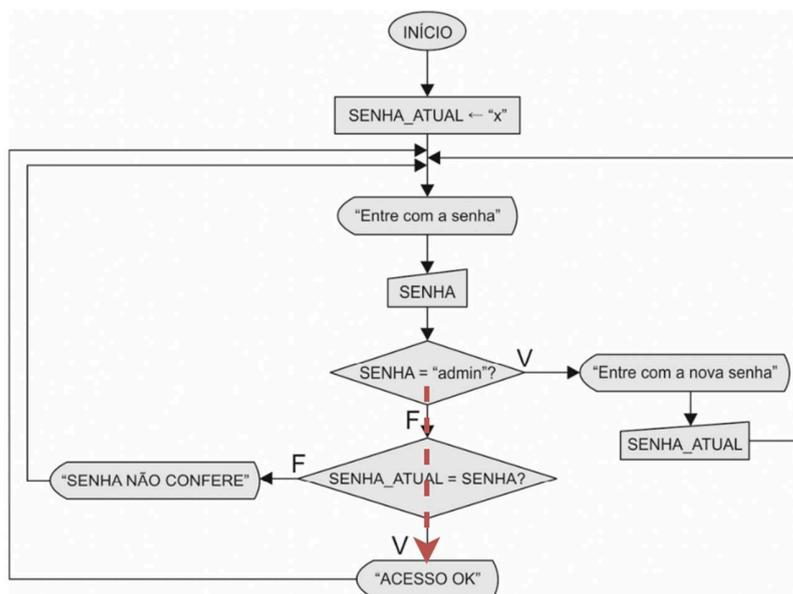 INÍCIO
SENHA_ATUAL ← “x”
“Entre com a senha”
SENHA
SENHA = “admin”?
V
“Entre com a nova senha”
F
SENHA_ATUAL
SENHA_ATUAL = SENHA?
F
“SENHA NÃO CONFERE”
V
“ACESSO OK”